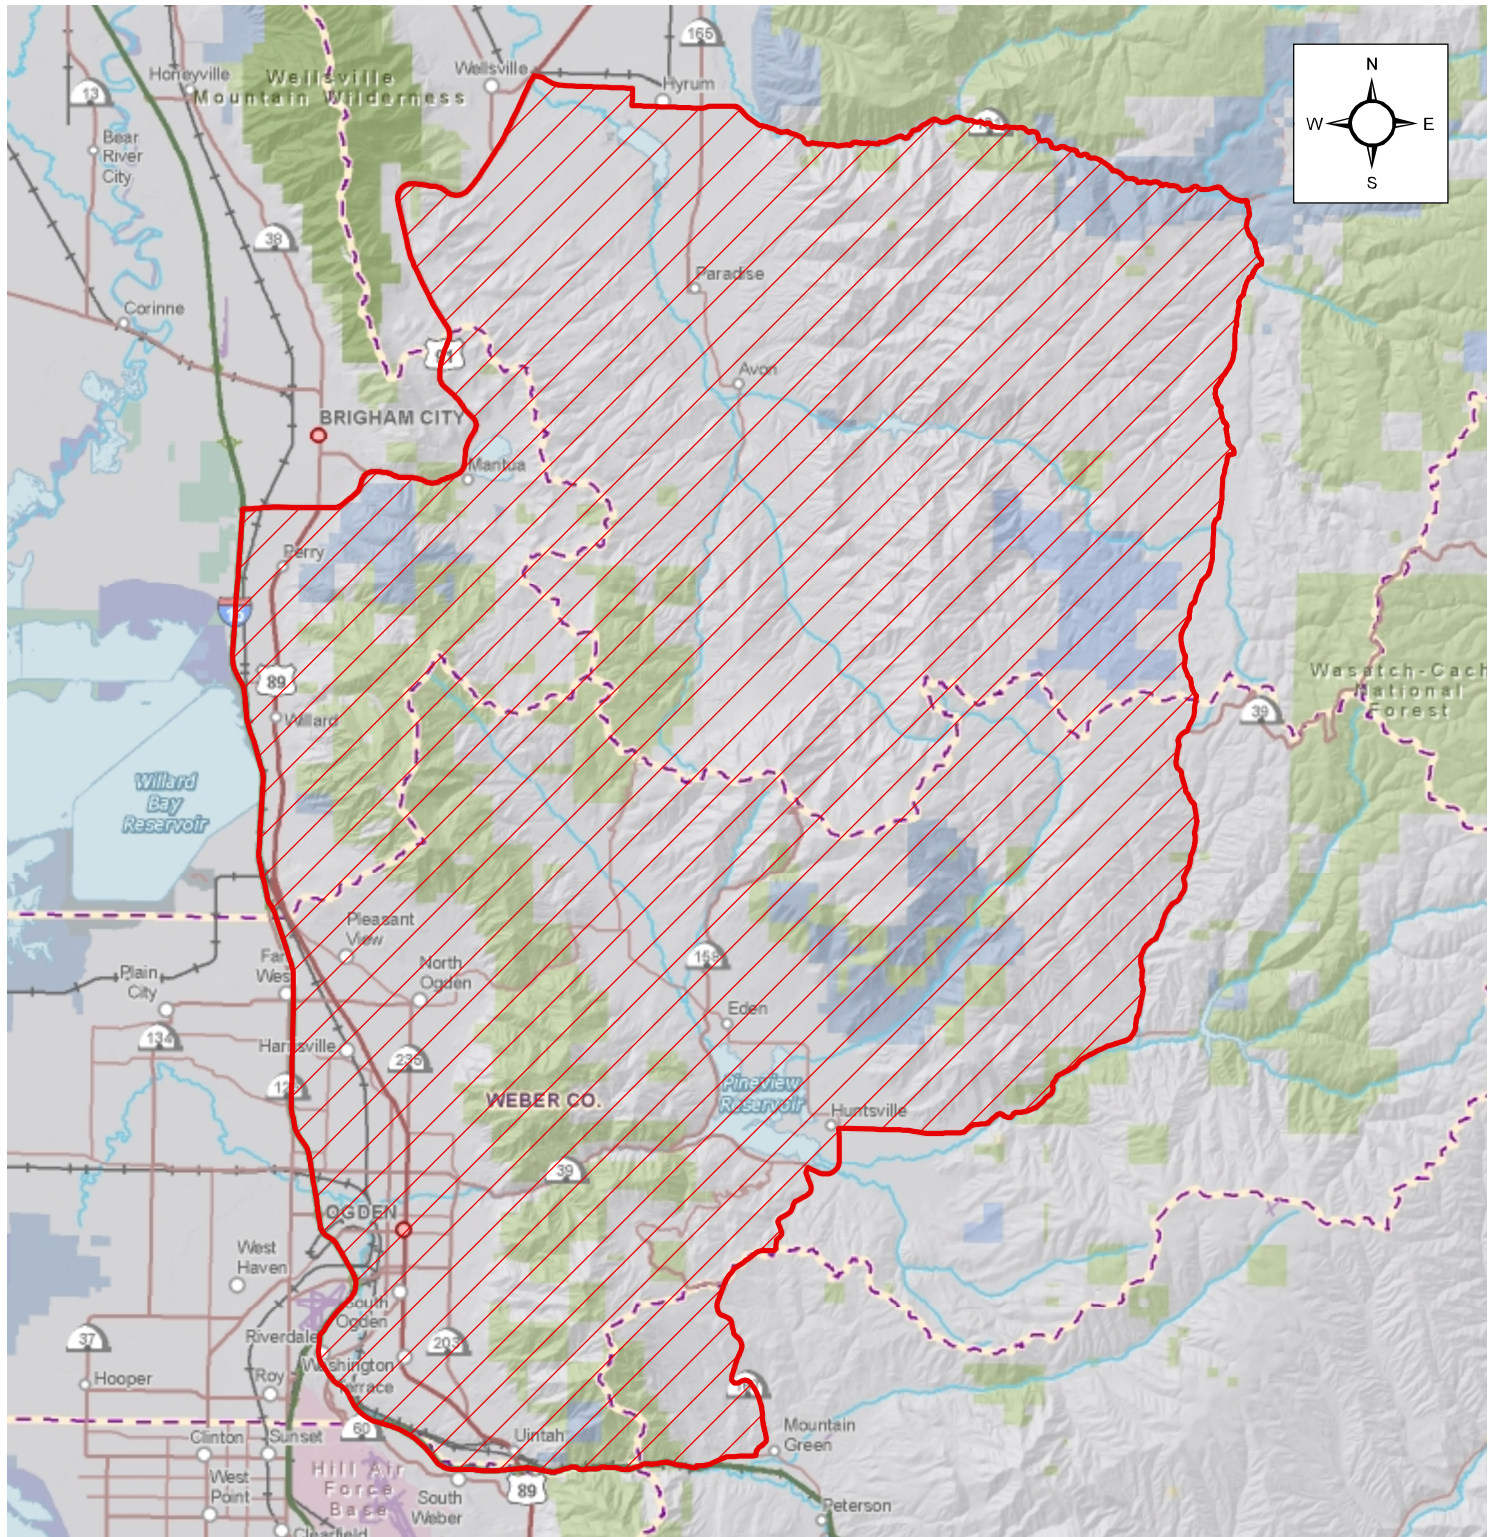 165
Wellsville
Honeyville
Wellsville
Mountain Wilderness
Hyrum
13
N
W
E
S
Bear
River
City
38
Paradise
Corinne
91
Avon
BRIGHAM CITY
Mantua
Perry
89
Willard
Wasatch-Cach
National
Forest
39
Willard
Bay
Reservoir
Pleasant
View
Plain
City
North
Ogden
158
Eden
134
Harrisville
235
Pineview
Reservoir
WEBER CO.
Huntsville
39
OGDEN
West
Haven
South
Ogden
37
Riverdale
203
Washington
Terrace
Hooper
Roy
60
Uintah
Mountain
Green
Clinton
Sunset
Hill Air
Force
Base
West
Point
89
South
Weber
Peterson
Clearfield